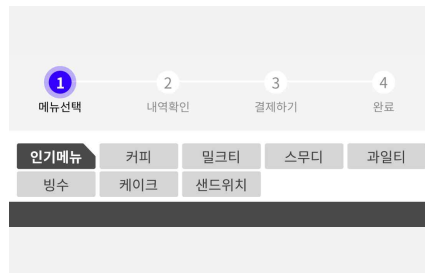 1 2 3 4
메뉴선택 내역확인 결제하기 완료
인기메뉴 커피 밀크티 스무디 과일티
빙수 케이크 샌드위치